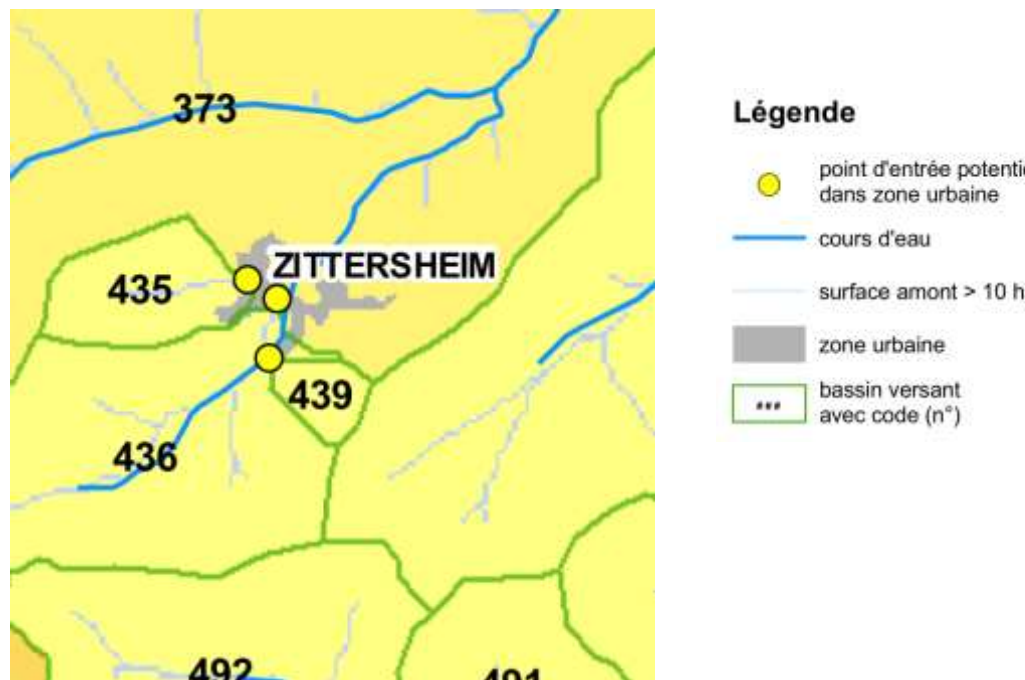 373
ZITTERSHEIM
435
439
436
492
491
Légende
point d'entrée potentie
dans zone urbaine
cours d'eau
surface amont > 10 h
zone urbaine
bassin versant
avec code (n°)
***